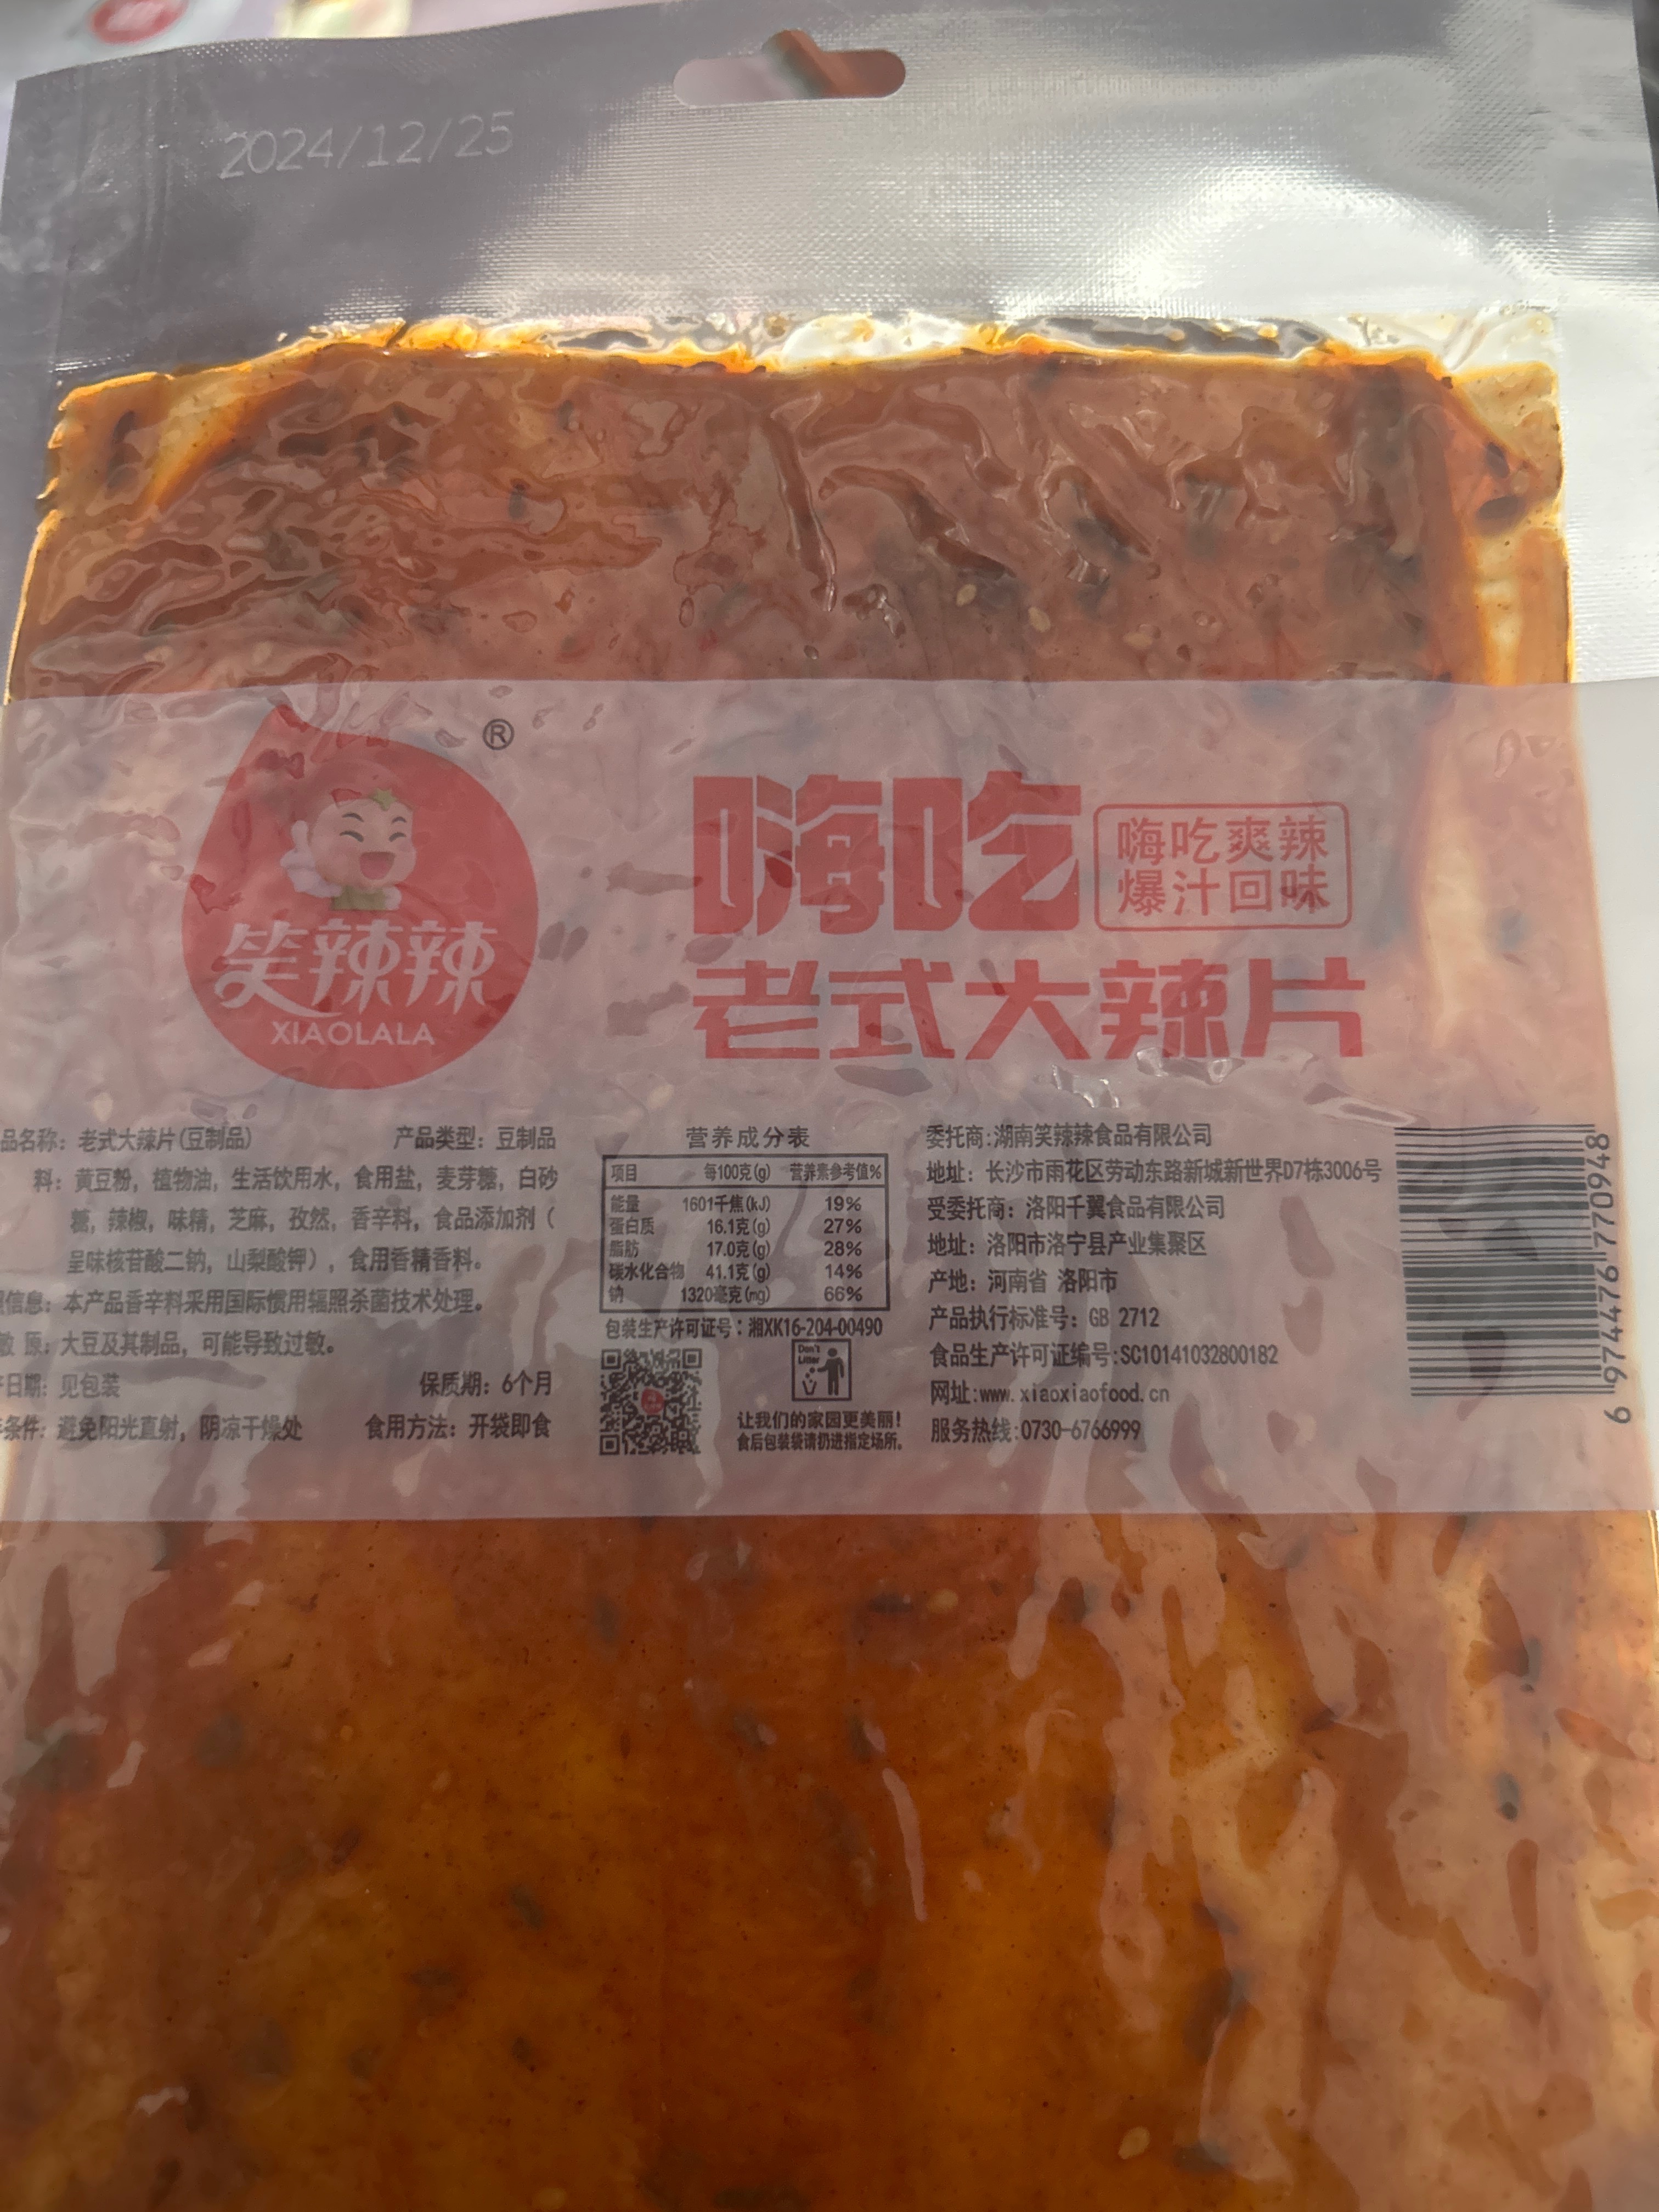 2024/12/25
®
笑辣辣
XIAOLALA
嗨吃
嗨吃爽辣
爆汁回味
老式大辣片
品名称：老式大辣片(豆制品) 产品类型：豆制品
料：黄豆粉，植物油，生活饮用水，食用盐，麦芽糖，白砂
糖，辣椒，味精，芝麻，孜然，香辛料，食品添加剂（
呈味核苷酸二钠，山梨酸钾），食用香精香料。
信息：本产品香辛料采用国际惯用辐照杀菌技术处理。
敏 原：大豆及其制品，可能导致过敏。
日期：见包装 保质期：6个月
条件：避免阳光直射，阴凉干燥处 食用方法：开袋即食
营养成分表
项目 每100克(g) 营养素参考值%
能量 1601千焦(kJ) 19%
蛋白质 16.1克(g) 27%
脂肪 17.0克(g) 28%
碳水化合物 41.1克(g) 14%
钠 1320毫克(mg) 66%
包装生产许可证号：湘XK16-204-00490
Don't
Litter
让我们的家园更美丽！
食后包装袋请扔进指定场所。
委托商:湖南笑辣辣食品有限公司
地址：长沙市雨花区劳动东路新城新世界D7栋3006号
受委托商：洛阳千翼食品有限公司
地址：洛阳市洛宁县产业集聚区
产地：河南省 洛阳市
产品执行标准号：GB 2712
食品生产许可证编号:SC10141032800182
网址:www.xiaoxiaofood.cn
服务热线:0730-6766999
6974476770948